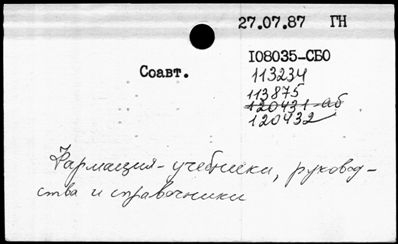 27.07.87 ГН
I08035-СБО
Соавт.
113234
113875
120431-аб
120432
Фармация - учебники, руковод-
ства и справочники